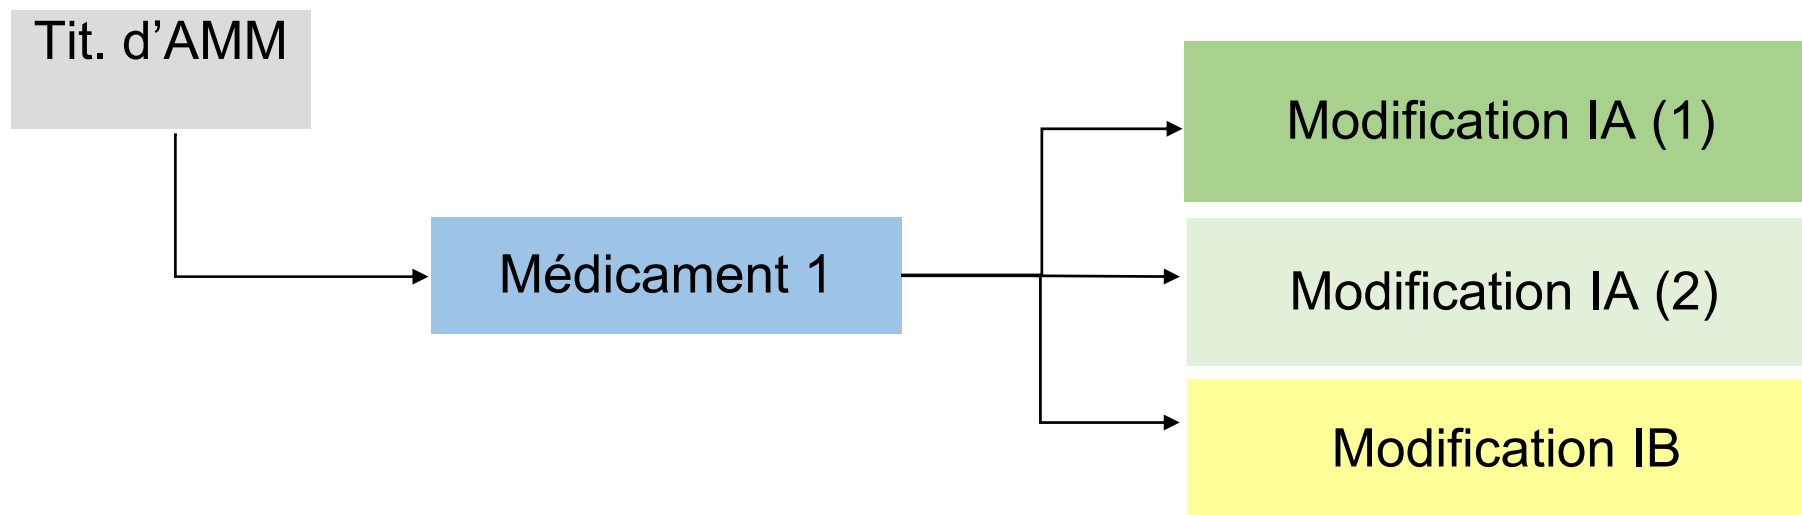 Tit. d’AMM
Médicament 1
Modification IA (1)
Modification IA (2)
Modification IB